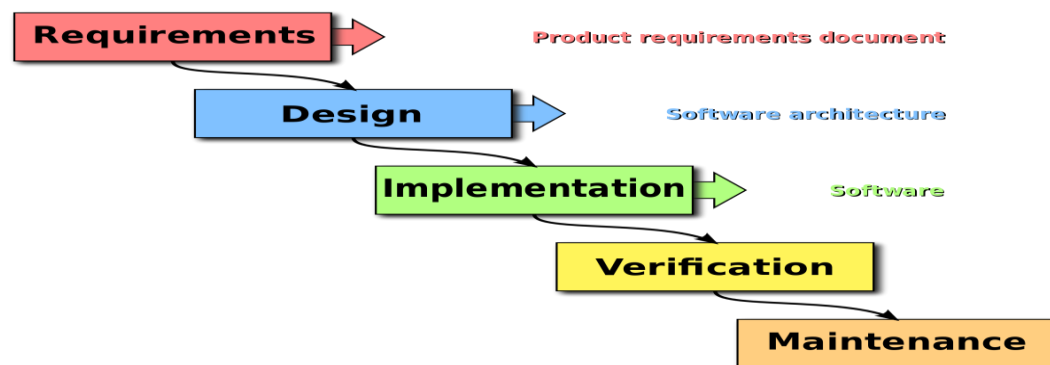 Requirements
Product requirements document
Design
Software architecture
Implementation
Software
Verification
Maintenance